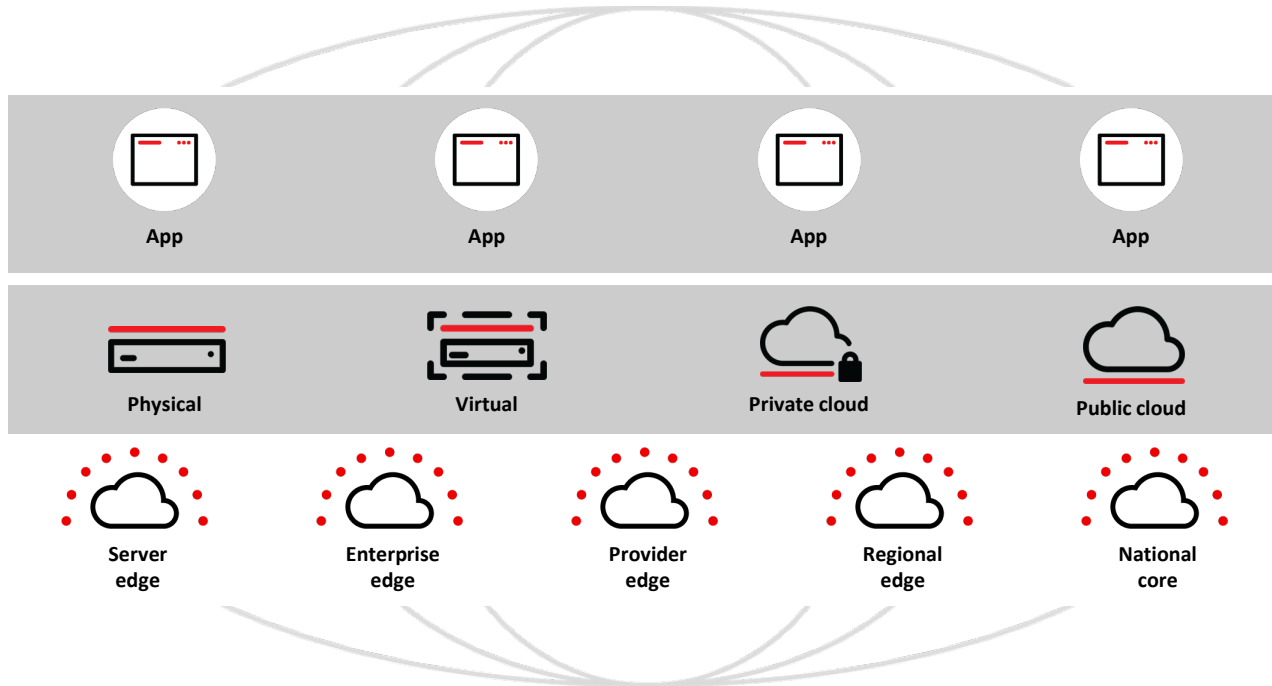 App
App
App
App
Physical
Virtual
Private cloud
Public cloud
Server
edge
Enterprise
edge
Provider
edge
Regional
edge
National
core